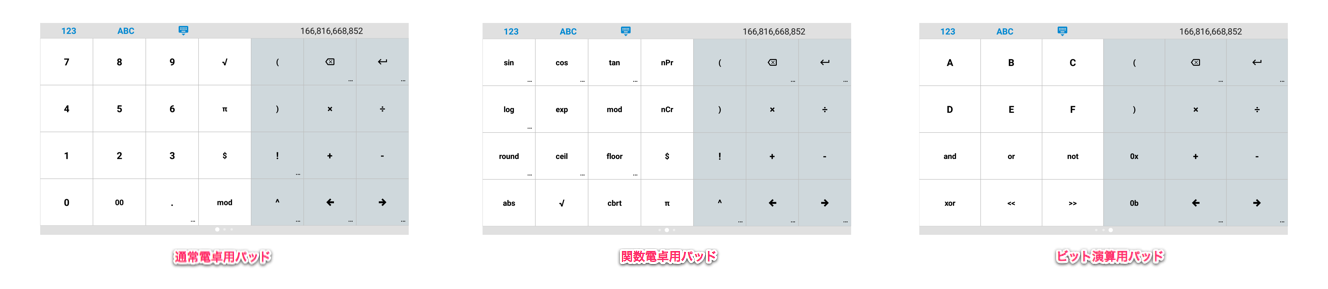 123 ABC 166,816,668,852
7 8 9 √ (
...
...
4 5 6 π ) × ÷
1 2 3 $ ! + -
...
0 00 . mod ^ ← →
... ... ... ...
通常電卓用パッド
123 ABC 166,816,668,852
sin cos tan nPr (
... ... ... ... ...
log exp mod nCr ) × ÷
...
round ceil floor $ ! + -
... ... ...
abs √ cbrt π ^ ← →
... ... ...
関数電卓用パッド
123 ABC 166,816,668,852
A B C (
... ...
D E F ) × ÷
and or not 0x + -
xor << >> 0b ← →
... ...
ビット演算用パッド